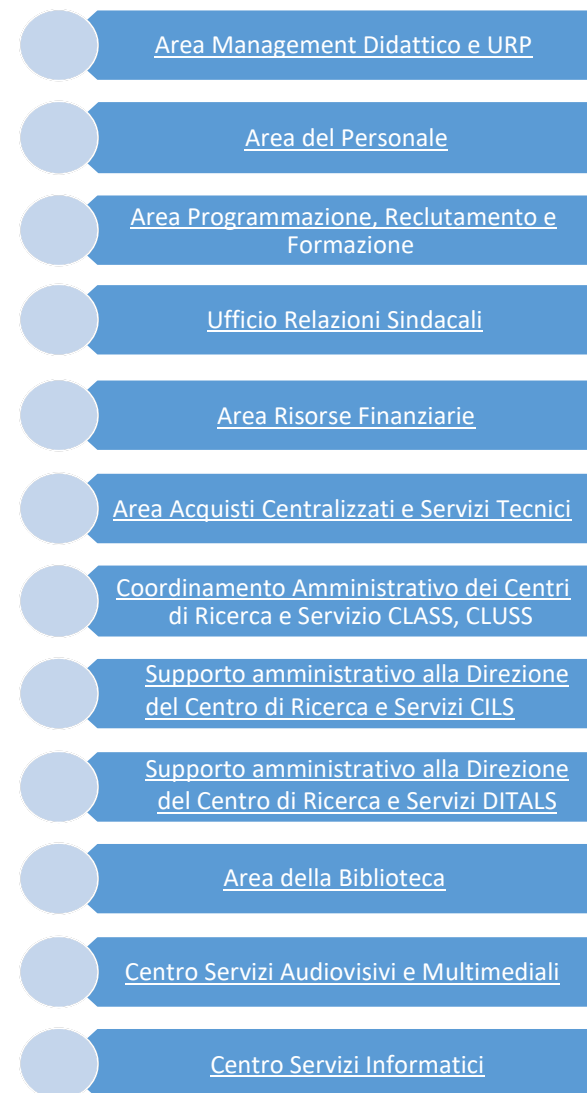 Area Management Didattico e URP
Area del Personale
Area Programmazione, Reclutamento e
Formazione
Ufficio Relazioni Sindacali
Area Risorse Finanziarie
Area Acquisti Centralizzati e Servizi Tecnici
Coordinamento Amministrativo dei Centri
di Ricerca e Servizio CLASS, CLUSS
Supporto amministrativo alla Direzione
del Centro di Ricerca e Servizi CILS
Supporto amministrativo alla Direzione
del Centro di Ricerca e Servizi DITALS
Area della Biblioteca
Centro Servizi Audiovisivi e Multimediali
Centro Servizi Informatici